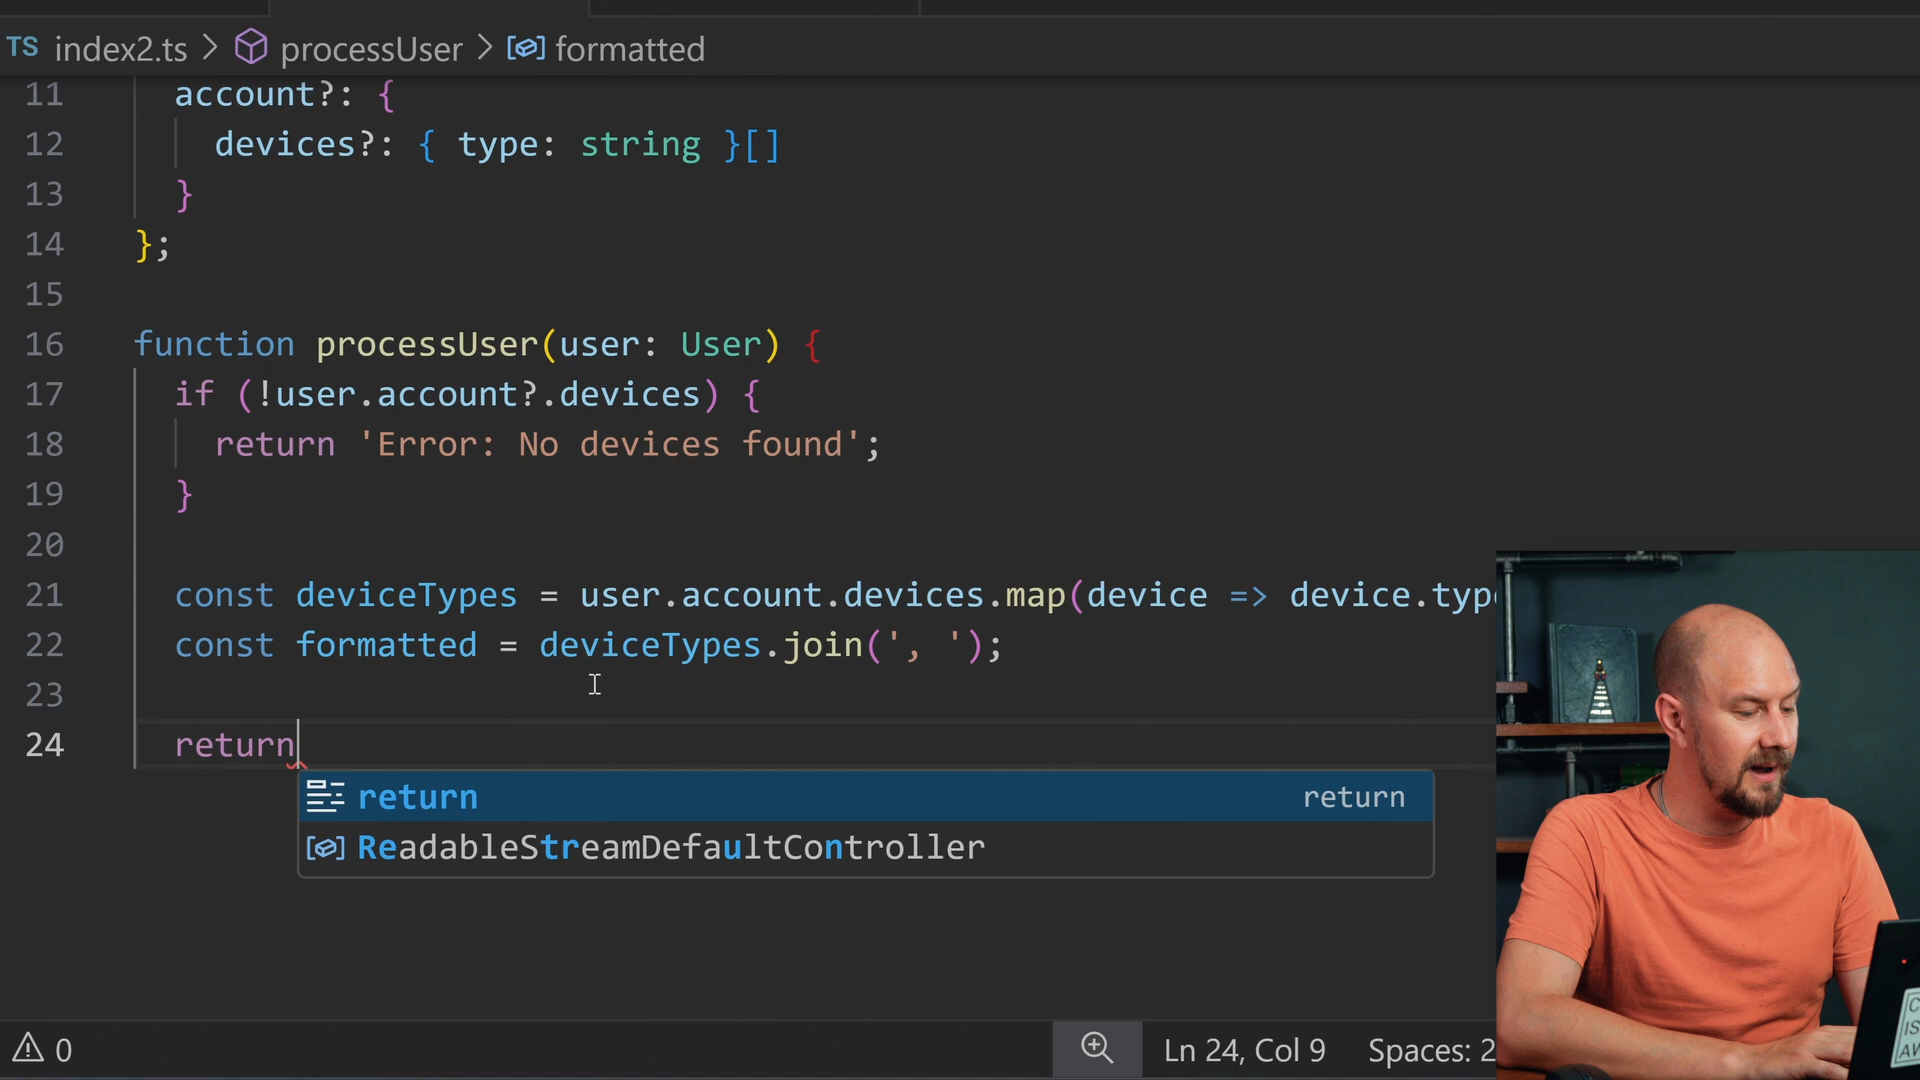 TS index2.ts > processUser > formatted
11 account?: {
12 devices?: { type: string }[]
13 }
14 };
15
16 function processUser(user: User) {
17 if (!user.account?.devices) {
18 return 'Error: No devices found';
19 }
20
21 const deviceTypes = user.account.devices.map(device => device.type
22 const formatted = deviceTypes.join(', ');
23
24 return
return return
ReadableStreamDefaultController
0 Ln 24, Col 9 Spaces: 2